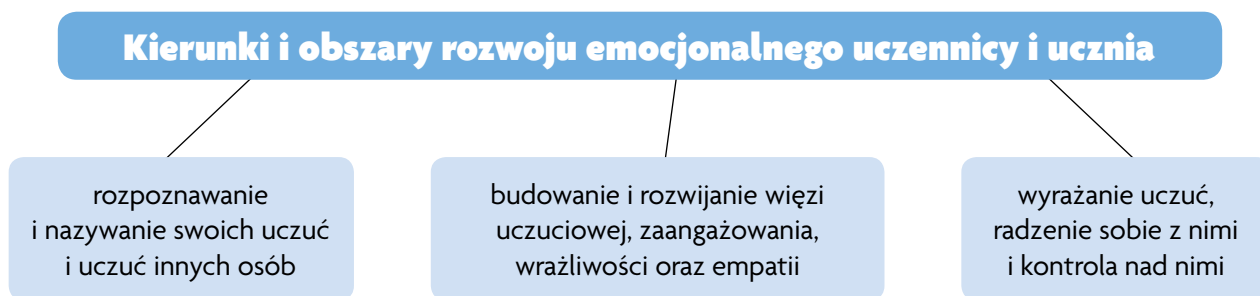 Kierunki i obszary rozwoju emocjonalnego uczennicy i ucznia
rozpoznawanie
i nazywanie swoich uczuć
i uczuć innych osób
budowanie i rozwijanie więzi
uczuciowej, zaangażowania,
wrażliwości oraz empatii
wyrażanie uczuć,
radzenie sobie z nimi
i kontrola nad nimi